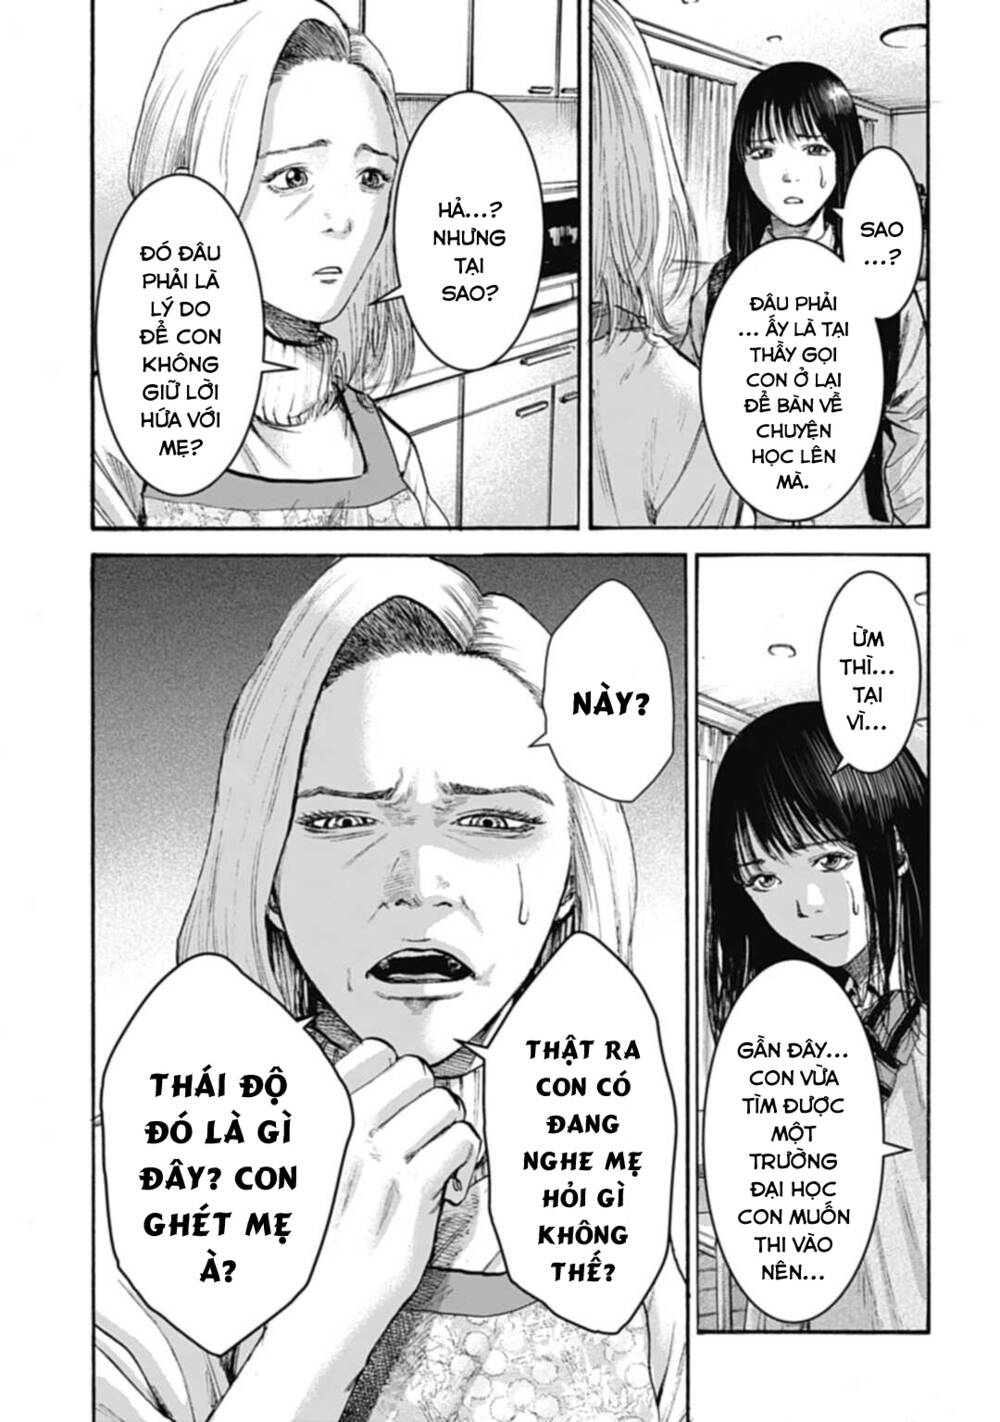 SAO
...?
ĐÂU PHẢI
... ẤY LÀ TẠI
THẦY GỌI
CON Ở LẠI
ĐỂ BÀN VỀ
CHUYỆN
HỌC LÊN
MÀ.
HẢ...?
NHƯNG
TẠI
SAO?
ĐÓ ĐÂU
PHẢI LÀ
LÝ DO
ĐỂ CON
KHÔNG
GIỮ LỜI
HỨA VỚI
MẸ?
ỪM
THÌ...
TẠI
VÌ...
GẦN ĐÂY...
CON VỪA
TÌM ĐƯỢC
MỘT
TRƯỜNG
ĐẠI HỌC
CON MUỐN
THI VÀO
NÊN...
NÀY?
THẬT RA
CON CÓ
ĐANG
NGHE MẸ
HỎI GÌ
KHÔNG
THẾ?
THÁI ĐỘ
ĐÓ LÀ GÌ
ĐÂY? CON
GHÉT MẸ
À?